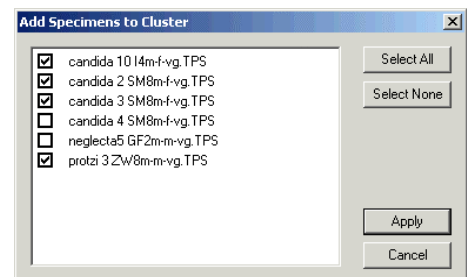 Add Specimens to Cluster
candida 10 I4m-f-vg.TPS
candida 2 SM8m-f-vg.TPS
candida 3 SM8m-f-vg.TPS
candida 4 SM8m-f-vg.TPS
neglecta5 GF2m-m-vg.TPS
protzi 3 ZW8m-m-vg.TPS
Select All
Select None
Apply
Cancel